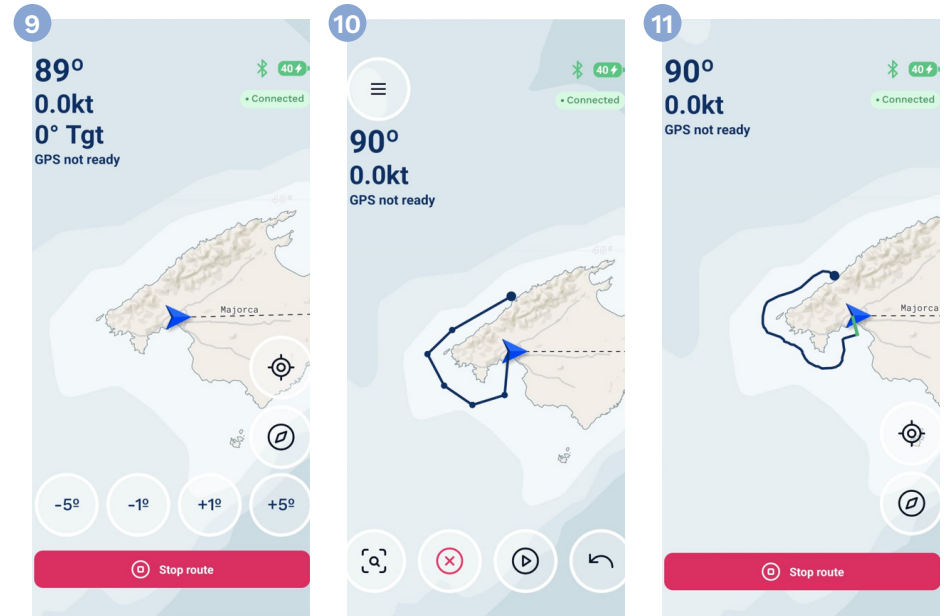 9
89º
40
Connected
0.0kt
0° Tgt
GPS not ready
Majorca
-5º
-1º
+1º
+5º
Stop route
10
40
Connected
90º
0.0kt
GPS not ready
11
90º
40
Connected
0.0kt
GPS not ready
Majorca
Stop route